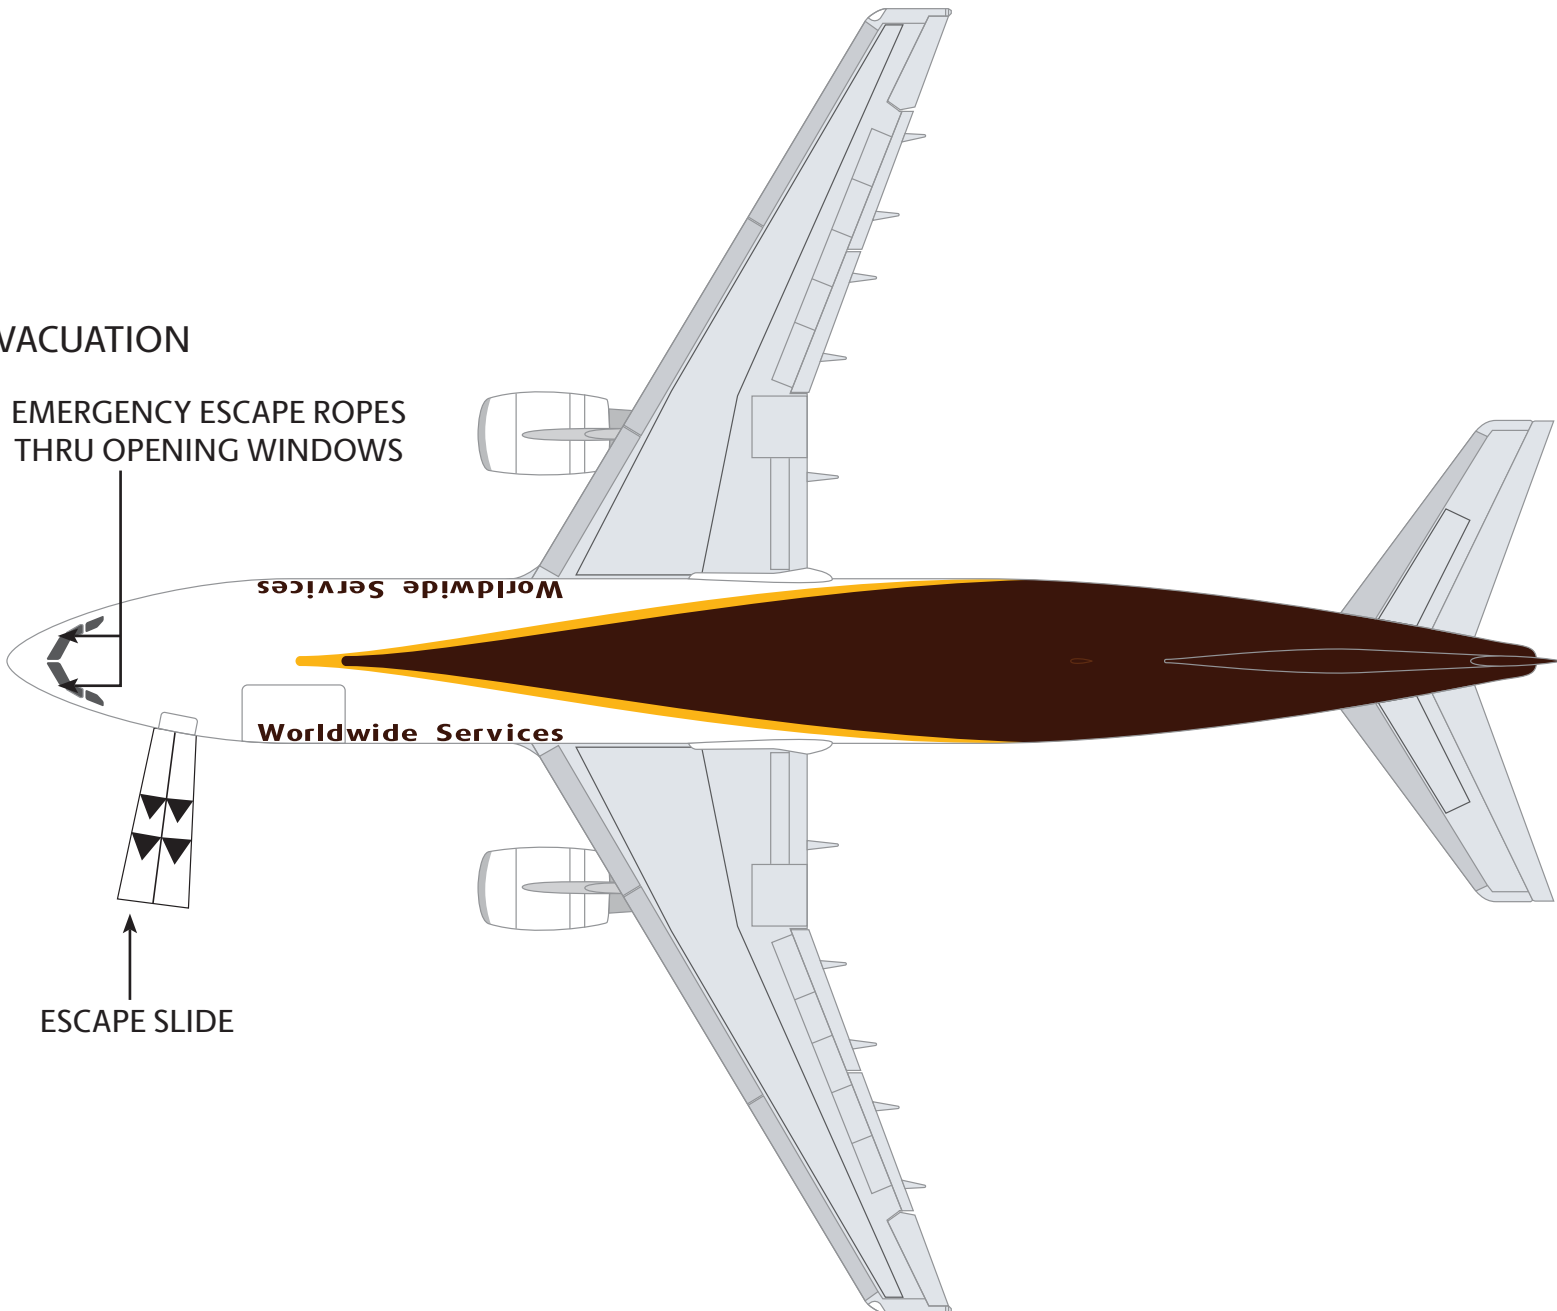 VACUATION
EMERGENCY ESCAPE ROPES
THRU OPENING WINDOWS
Worldwide Services
Worldwide Services
ESCAPE SLIDE